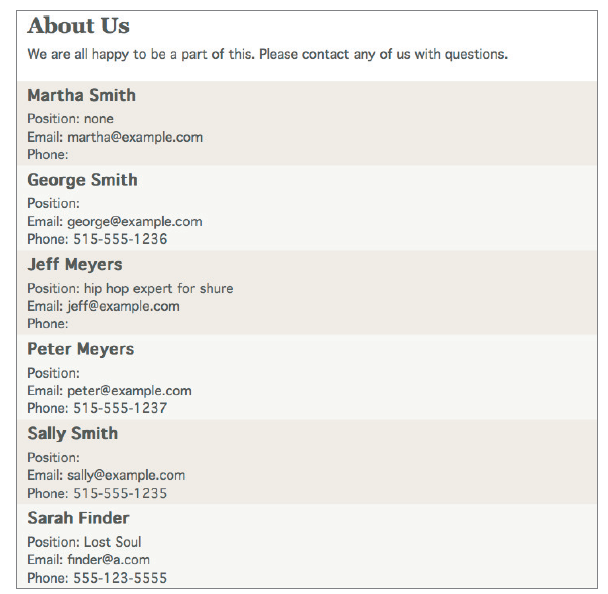 About Us
We are all happy to be a part of this. Please contact any of us with questions.
Martha Smith
Position: none
Email: martha@example.com
Phone:
George Smith
Position:
Email: george@example.com
Phone: 515-555-1236
Jeff Meyers
Position: hip hop expert for shure
Email: jeff@example.com
Phone:
Peter Meyers
Position:
Email: peter@example.com
Phone: 515-555-1237
Sally Smith
Position:
Email: sally@example.com
Phone: 515-555-1235
Sarah Finder
Position: Lost Soul
Email: finder@a.com
Phone: 555-123-5555